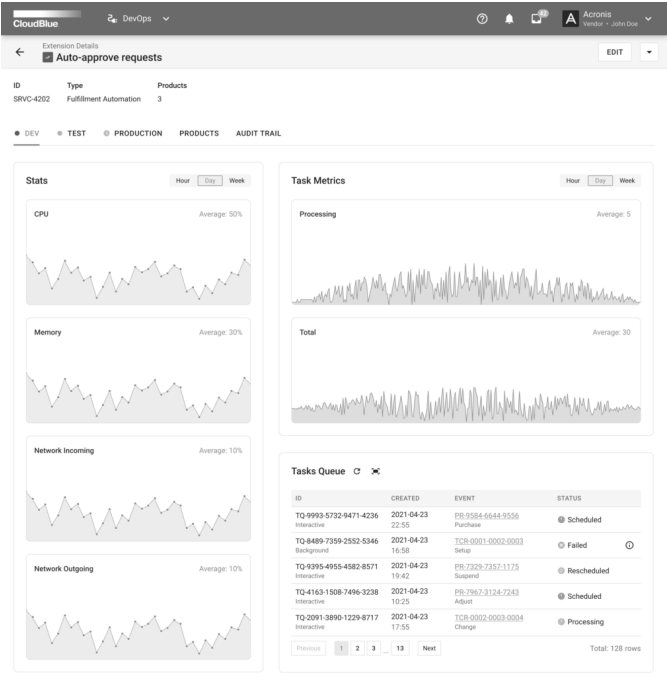 CloudBlue
DevOps
Acronis
Vendor • John Doe
Extension Details
Auto-approve requests
EDIT
ID
Type
Products
SRVC-4202
Fulfillment Automation
3
DEV
TEST
PRODUCTION
PRODUCTS
AUDIT TRAIL
Stats
Hour
Day
Week
CPU
Average: 50%
Memory
Average: 30%
Network Incoming
Average: 10%
Network Outgoing
Average: 10%
Task Metrics
Hour
Day
Week
Processing
Average: 5
Total
Average: 30
Tasks Queue
ID CREATED EVENT STATUS
TQ-9993-5732-9471-4236 2021-04-23 PR-9584-6644-9556 Scheduled
Interactive 22:55 Purchase
TQ-8489-7359-2552-5346 2021-04-23 TCR-0001-0002-0003 Failed
Background 16:58 Setup
TQ-9395-4955-4582-8571 2021-04-23 PR-7329-7357-1175 Rescheduled
Interactive 19:42 Suspend
TQ-4163-1508-7496-3238 2021-04-23 PR-7967-3124-7243 Scheduled
Interactive 10:25 Adjust
TQ-2091-3890-1229-8717 2021-04-23 TCR-0002-0003-0004 Processing
Interactive 17:55 Change
Previous 1 2 3 ... 13 Next Total: 128 rows